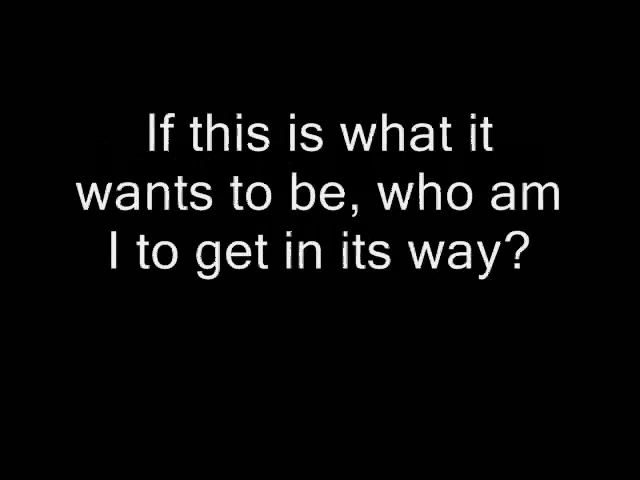 If this is what it
wants to be, who am
I to get in its way?